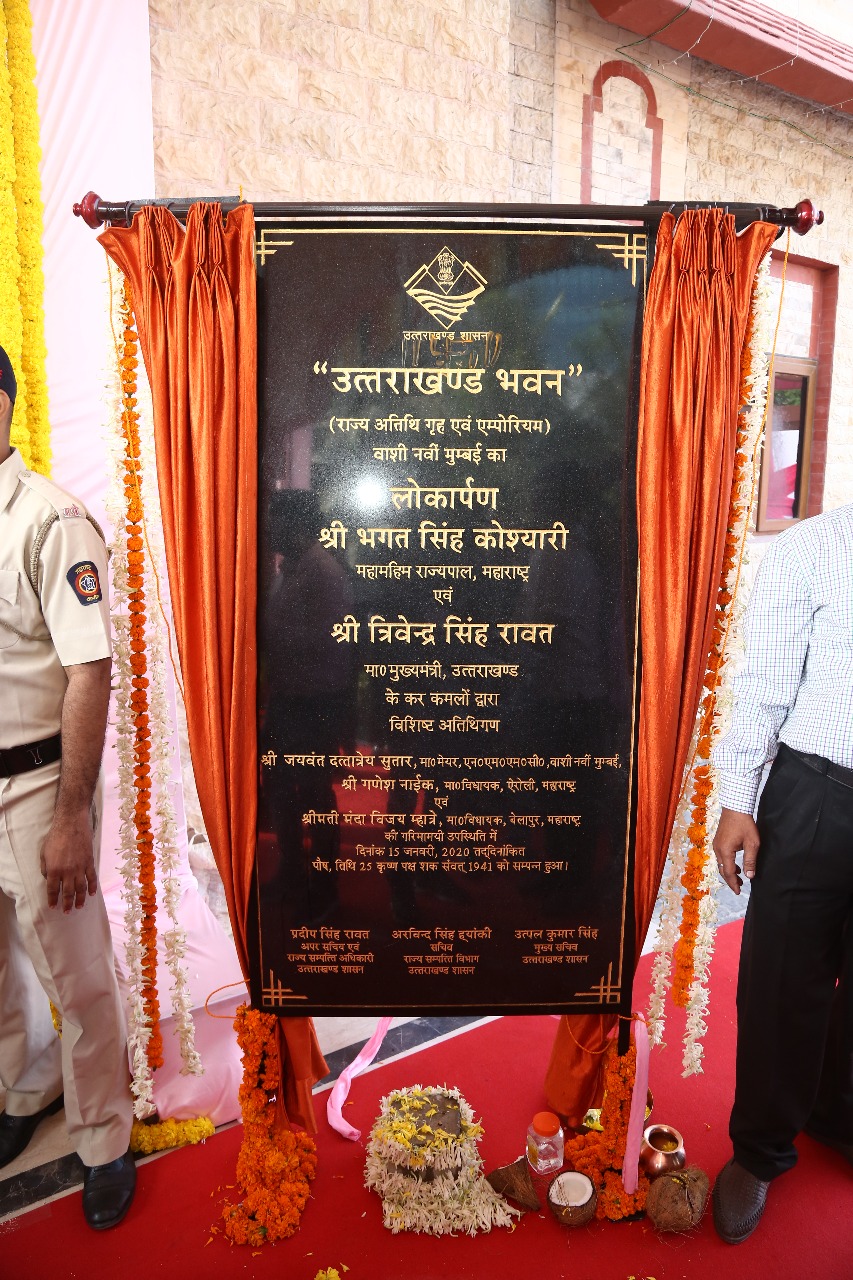 उत्तराखण्ड शासन
“उत्तराखण्ड भवन”
(राज्य अतिथि गृह एवं एम्पोरियम)
वाशी नवीं मुम्बई का
लोकार्पण
श्री भगत सिंह कोश्यारी
महामहिम राज्यपाल, महाराष्ट्र
एवं
श्री त्रिवेन्द्र सिंह रावत
मा0 मुख्यमंत्री, उत्तराखण्ड
के कर कमलों द्वारा
विशिष्ट अतिथिगण
श्री जयवंत दत्तात्रेय सुतार, मा0 मेयर, एन0एम0एम0सी0, वाशी नवीं मुम्बई,
श्री गणेश नाईक, मा0 विधायक, ऐरोली, महाराष्ट्र
एवं
श्रीमती मंदा विजय म्हात्रे, मा0 विधायक, बेलापुर, महाराष्ट्र
की गरिमामयी उपस्थिति में
दिनांक 15 जनवरी, 2020 तद्दिनांकित
पौष, तिथि 25 कृष्ण पक्ष शक संवत् 1941 को सम्पन्न हुआ।
प्रदीप सिंह रावत
अपर सचिव एवं
राज्य सम्पत्ति अधिकारी
उत्तराखण्ड शासन
अरबिन्द सिंह ह्यांकी
सचिव
राज्य सम्पत्ति विभाग
उत्तराखण्ड शासन
उत्पल कुमार सिंह
मुख्य सचिव
उत्तराखण्ड शासन